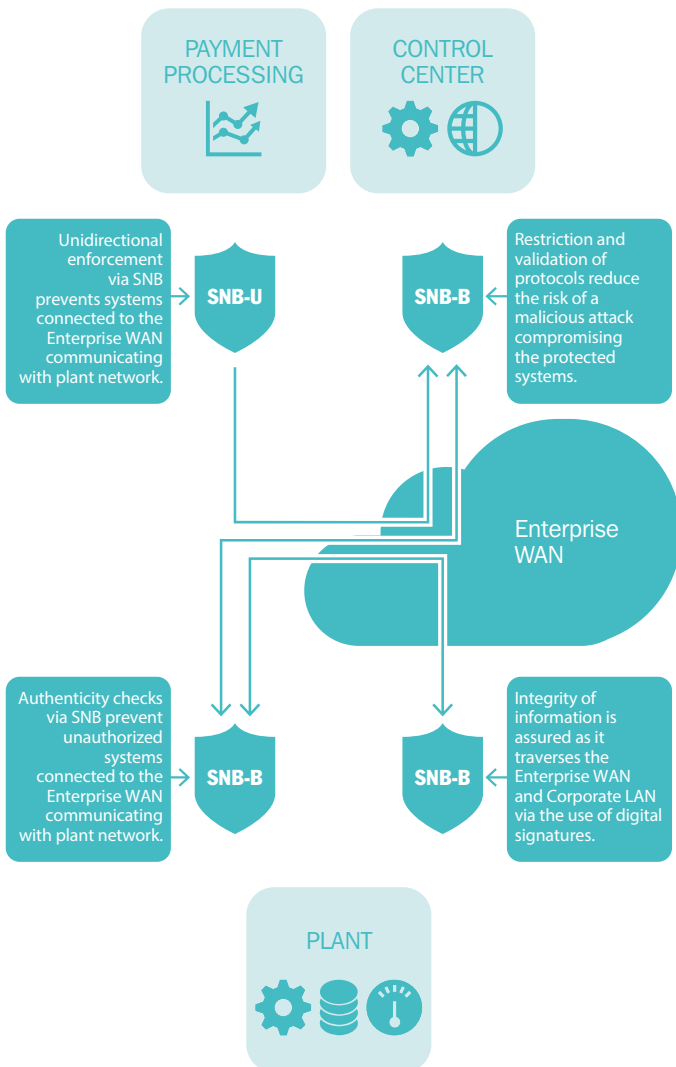 PAYMENT
PROCESSING
CONTROL
CENTER
Unidirectional
enforcement
via SNB
prevents systems
connected to the
Enterprise WAN
communicating
with plant network.
SNB-U
SNB-B
Restriction and
validation of
protocols reduce
the risk of a
malicious attack
compromising
the protected
systems.
Enterprise
WAN
Authenticity checks
via SNB prevent
unauthorized
systems
connected to the
Enterprise WAN
communicating
with plant network.
SNB-B
SNB-B
Integrity of
information is
assured as it
traverses the
Enterprise WAN
and Corporate LAN
via the use of digital
signatures.
PLANT